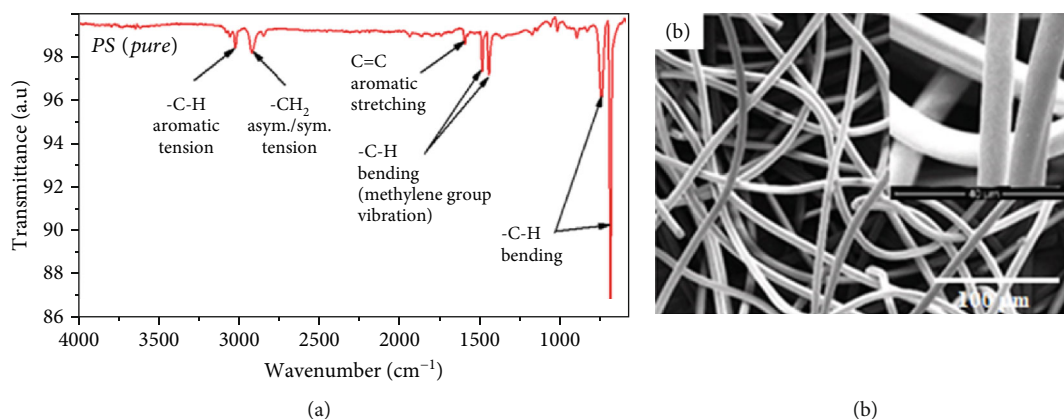 PS (pure)
98
96
94
92
90
88
86
Transmittance (a.u)
-C-H
aromatic
tension
-CH₂
asym./sym.
tension
C=C
aromatic
stretching
-C-H
bending
(methylene group
vibration)
-C-H
bending
4000
3500
3000
2500
2000
1500
1000
Wavenumber (cm⁻¹)
(a)
(b)
100 µm
(b)